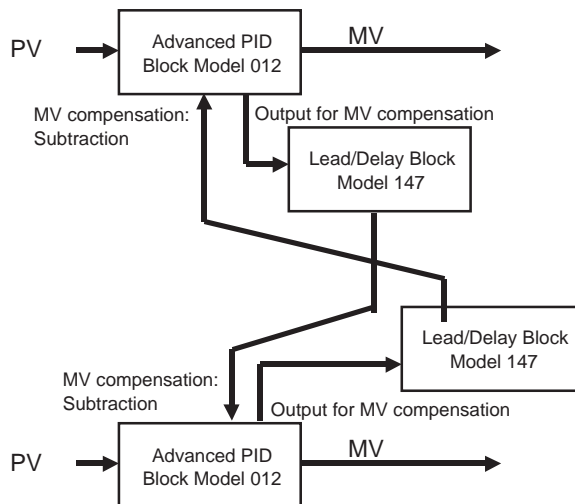 PV
Advanced PID
Block Model 012
MV
MV compensation:
Subtraction
Output for MV compensation
Lead/Delay Block
Model 147
Lead/Delay Block
Model 147
MV compensation:
Subtraction
Output for MV compensation
PV
Advanced PID
Block Model 012
MV